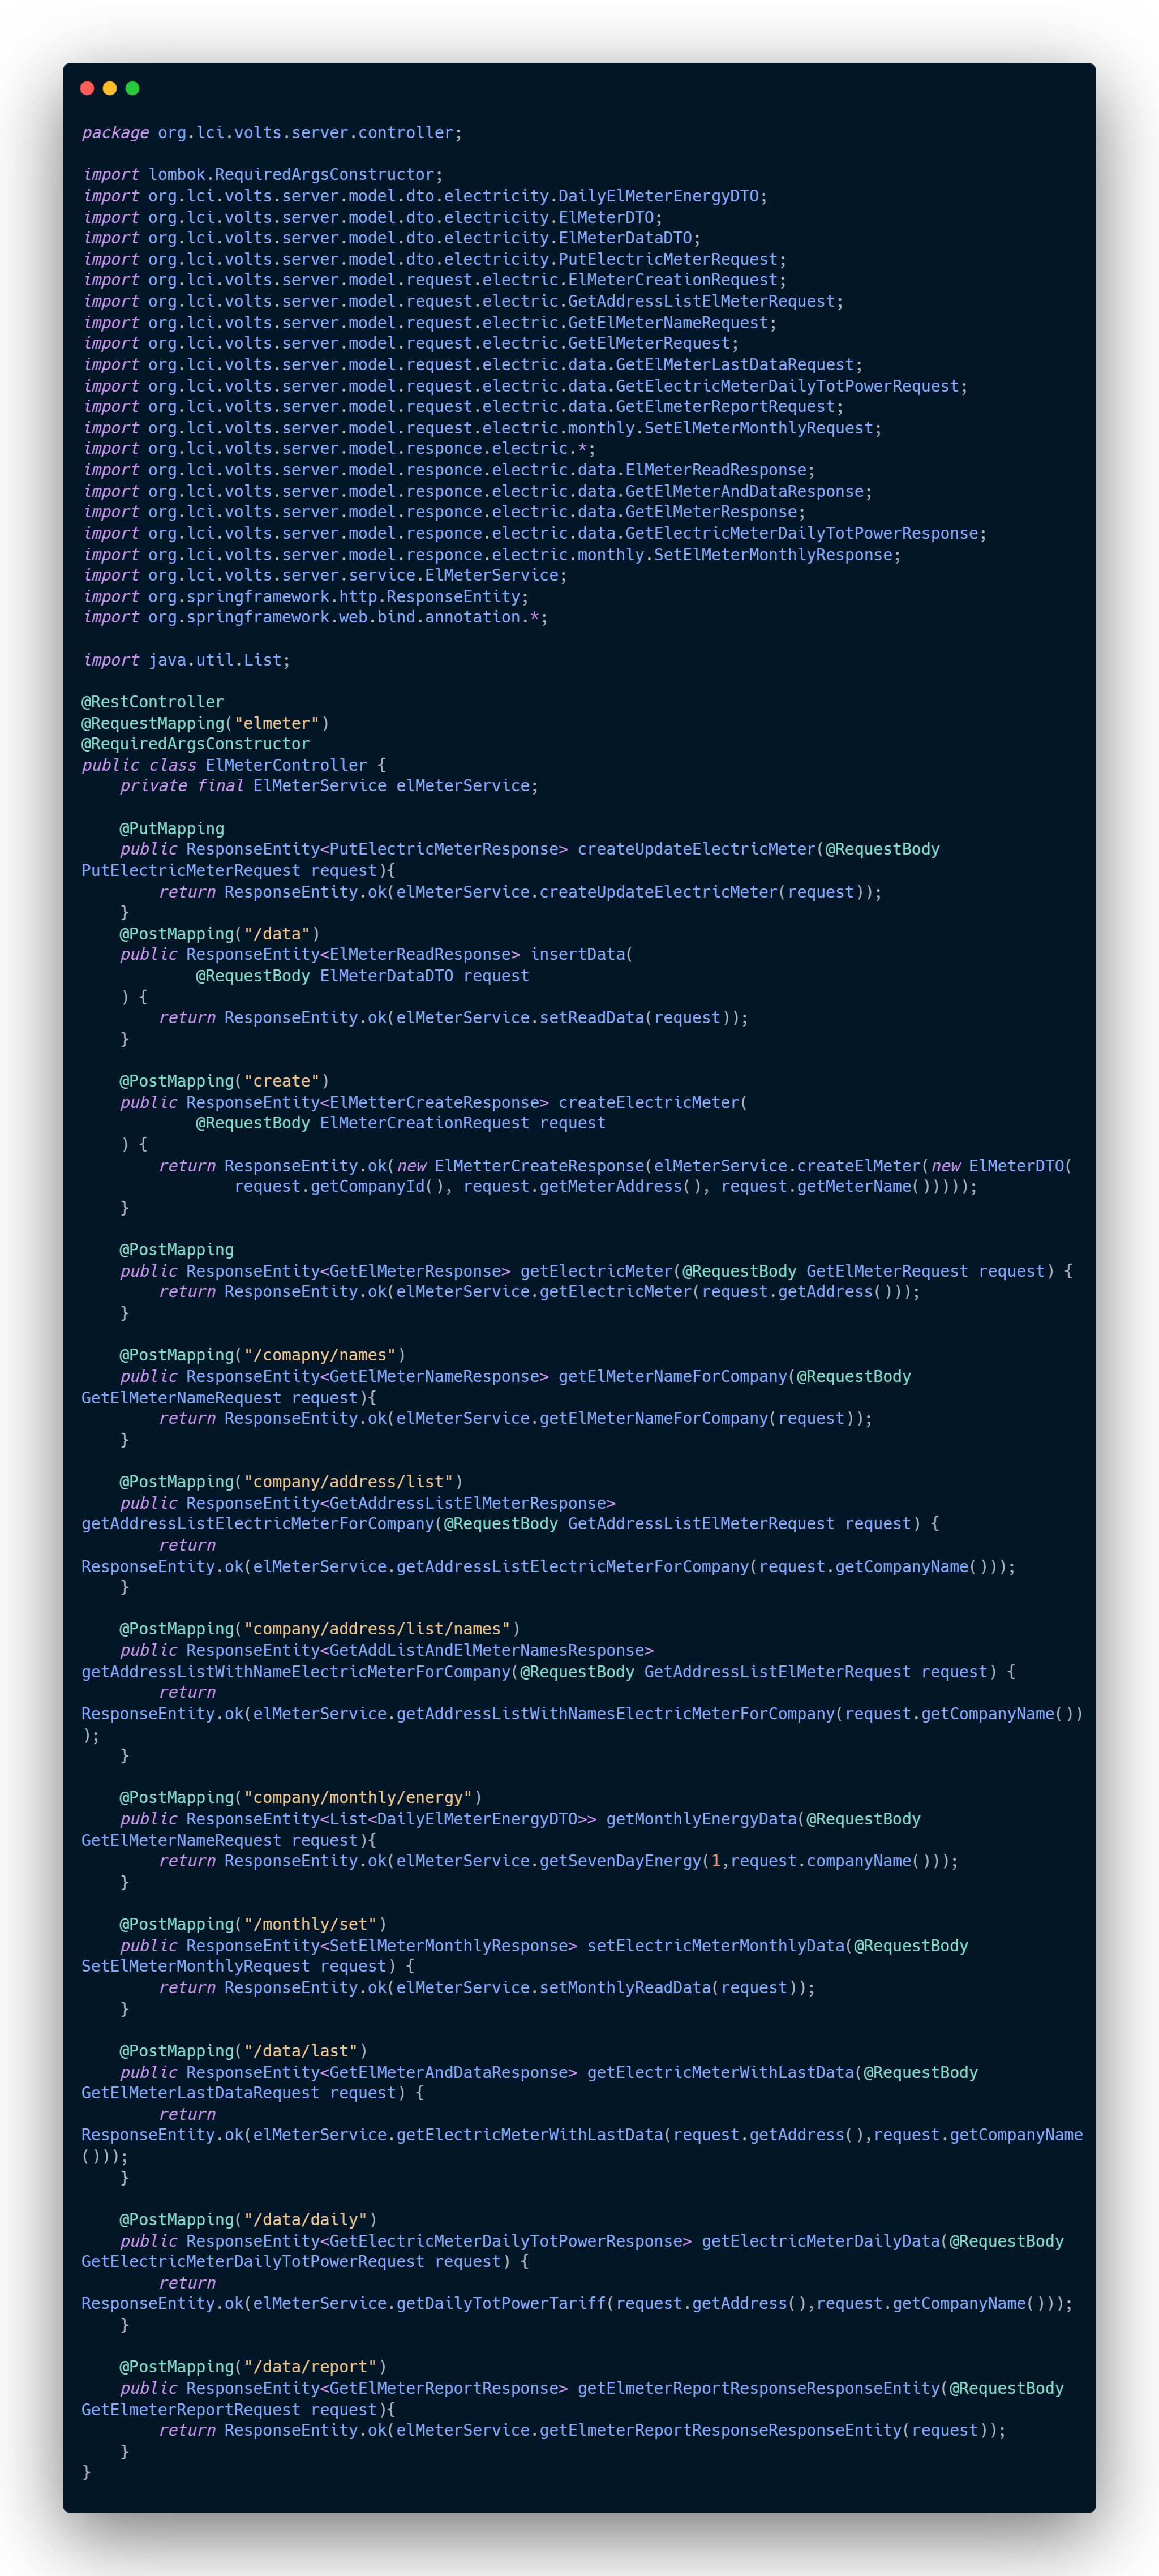 package org.lci.volts.server.controller;

import lombok.RequiredArgsConstructor;
import org.lci.volts.server.model.dto.electricity.DailyElMeterEnergyDTO;
import org.lci.volts.server.model.dto.electricity.ElMeterDTO;
import org.lci.volts.server.model.dto.electricity.ElMeterDataDTO;
import org.lci.volts.server.model.dto.electricity.PutElectricMeterRequest;
import org.lci.volts.server.model.request.electric.ElMeterCreationRequest;
import org.lci.volts.server.model.request.electric.GetAddressListElMeterRequest;
import org.lci.volts.server.model.request.electric.GetElMeterNameRequest;
import org.lci.volts.server.model.request.electric.GetElMeterRequest;
import org.lci.volts.server.model.request.electric.data.GetElMeterLastDataRequest;
import org.lci.volts.server.model.request.electric.data.GetElectricMeterDailyTotPowerRequest;
import org.lci.volts.server.model.request.electric.data.GetElmeterReportRequest;
import org.lci.volts.server.model.request.electric.monthly.SetElMeterMonthlyRequest;
import org.lci.volts.server.model.responce.electric.*;
import org.lci.volts.server.model.responce.electric.data.ElMeterReadResponse;
import org.lci.volts.server.model.responce.electric.data.GetElMeterAndDataResponse;
import org.lci.volts.server.model.responce.electric.data.GetElMeterResponse;
import org.lci.volts.server.model.responce.electric.data.GetElectricMeterDailyTotPowerResponse;
import org.lci.volts.server.model.responce.electric.monthly.SetElMeterMonthlyResponse;
import org.lci.volts.server.service.ElMeterService;
import org.springframework.http.ResponseEntity;
import org.springframework.web.bind.annotation.*;

import java.util.List;

@RestController
@RequestMapping("elmeter")
@RequiredArgsConstructor
public class ElMeterController {
    private final ElMeterService elMeterService;

    @PutMapping
    public ResponseEntity<PutElectricMeterResponse> createUpdateElectricMeter(@RequestBody
PutElectricMeterRequest request){
        return ResponseEntity.ok(elMeterService.createUpdateElectricMeter(request));
    }
    @PostMapping("/data")
    public ResponseEntity<ElMeterReadResponse> insertData(
            @RequestBody ElMeterDataDTO request
    ) {
        return ResponseEntity.ok(elMeterService.setReadData(request));
    }

    @PostMapping("create")
    public ResponseEntity<ElMetterCreateResponse> createElectricMeter(
            @RequestBody ElMeterCreationRequest request
    ) {
        return ResponseEntity.ok(new ElMetterCreateResponse(elMeterService.createElMeter(new ElMeterDTO(
                request.getCompanyId(), request.getMeterAddress(), request.getMeterName()))));
    }

    @PostMapping
    public ResponseEntity<GetElMeterResponse> getElectricMeter(@RequestBody GetElMeterRequest request) {
        return ResponseEntity.ok(elMeterService.getElectricMeter(request.getAddress()));
    }

    @PostMapping("/comapny/names")
    public ResponseEntity<GetElMeterNameResponse> getElMeterNameForCompany(@RequestBody
GetElMeterNameRequest request){
        return ResponseEntity.ok(elMeterService.getElMeterNameForCompany(request));
    }

    @PostMapping("company/address/list")
    public ResponseEntity<GetAddressListElMeterResponse>
getAddressListElectricMeterForCompany(@RequestBody GetAddressListElMeterRequest request) {
        return
ResponseEntity.ok(elMeterService.getAddressListElectricMeterForCompany(request.getCompanyName()));
    }

    @PostMapping("company/address/list/names")
    public ResponseEntity<GetAddListAndElMeterNamesResponse>
getAddressListWithNameElectricMeterForCompany(@RequestBody GetAddressListElMeterRequest request) {
        return
ResponseEntity.ok(elMeterService.getAddressListWithNamesElectricMeterForCompany(request.getCompanyName())
);
    }

    @PostMapping("company/monthly/energy")
    public ResponseEntity<List<DailyElMeterEnergyDTO>> getMonthlyEnergyData(@RequestBody
GetElMeterNameRequest request){
        return ResponseEntity.ok(elMeterService.getSevenDayEnergy(1,request.companyName()));
    }

    @PostMapping("/monthly/set")
    public ResponseEntity<SetElMeterMonthlyResponse> setElectricMeterMonthlyData(@RequestBody
SetElMeterMonthlyRequest request) {
        return ResponseEntity.ok(elMeterService.setMonthlyReadData(request));
    }

    @PostMapping("/data/last")
    public ResponseEntity<GetElMeterAndDataResponse> getElectricMeterWithLastData(@RequestBody
GetElMeterLastDataRequest request) {
        return
ResponseEntity.ok(elMeterService.getElectricMeterWithLastData(request.getAddress(),request.getCompanyName
()));
    }

    @PostMapping("/data/daily")
    public ResponseEntity<GetElectricMeterDailyTotPowerResponse> getElectricMeterDailyData(@RequestBody
GetElectricMeterDailyTotPowerRequest request) {
        return
ResponseEntity.ok(elMeterService.getDailyTotPowerTariff(request.getAddress(),request.getCompanyName()));
    }

    @PostMapping("/data/report")
    public ResponseEntity<GetElMeterReportResponse> getElmeterReportResponseResponseEntity(@RequestBody
GetElmeterReportRequest request){
        return ResponseEntity.ok(elMeterService.getElmeterReportResponseResponseEntity(request));
    }
}